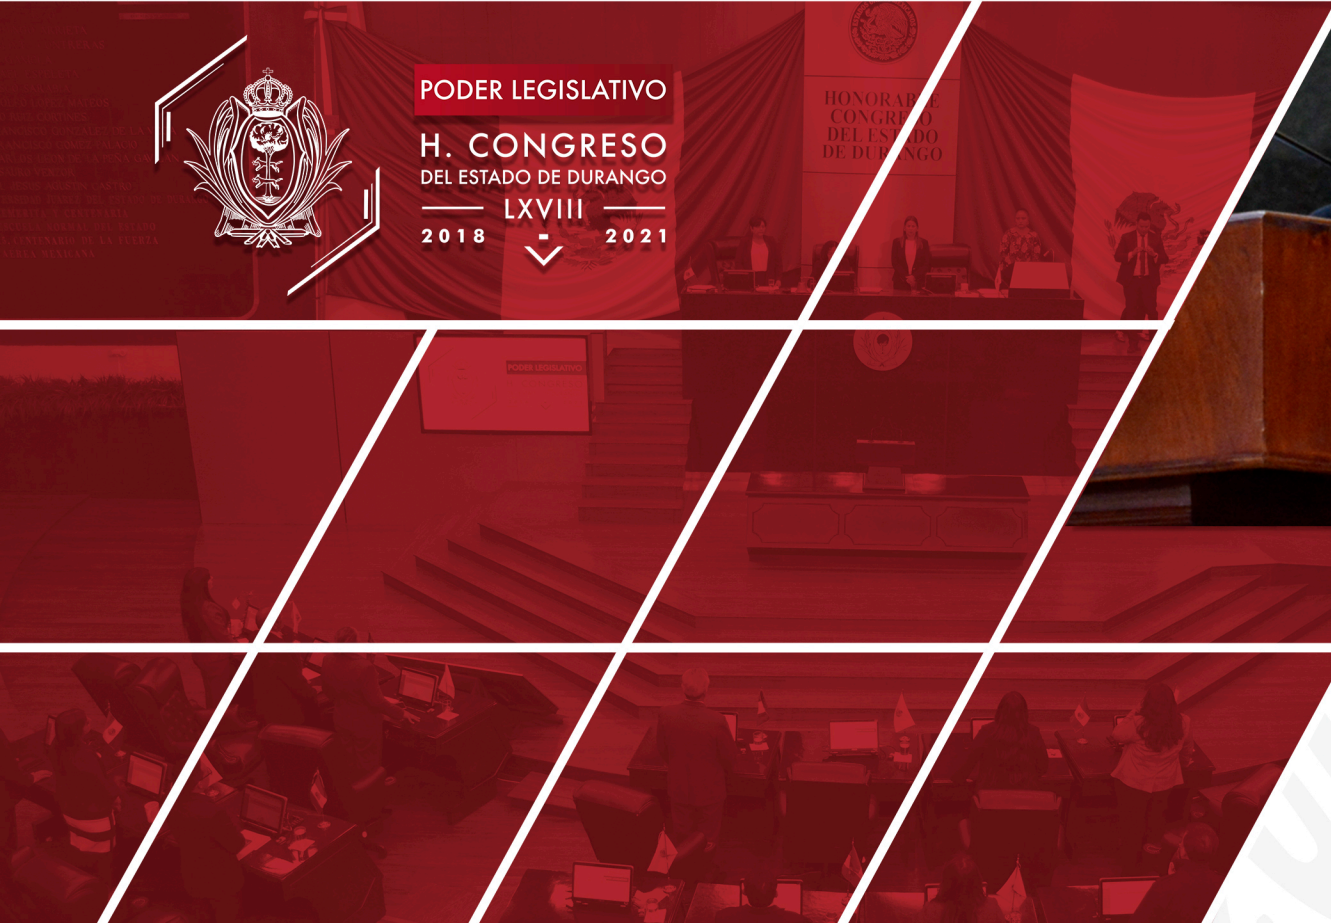 PODER LEGISLATIVO
H. CONGRESO
DEL ESTADO DE DURANGO
LXVIII
2018 - 2021
HONORABLE
CONGRESO
DEL ESTADO
DE DURANGO
PODER LEGISLATIVO